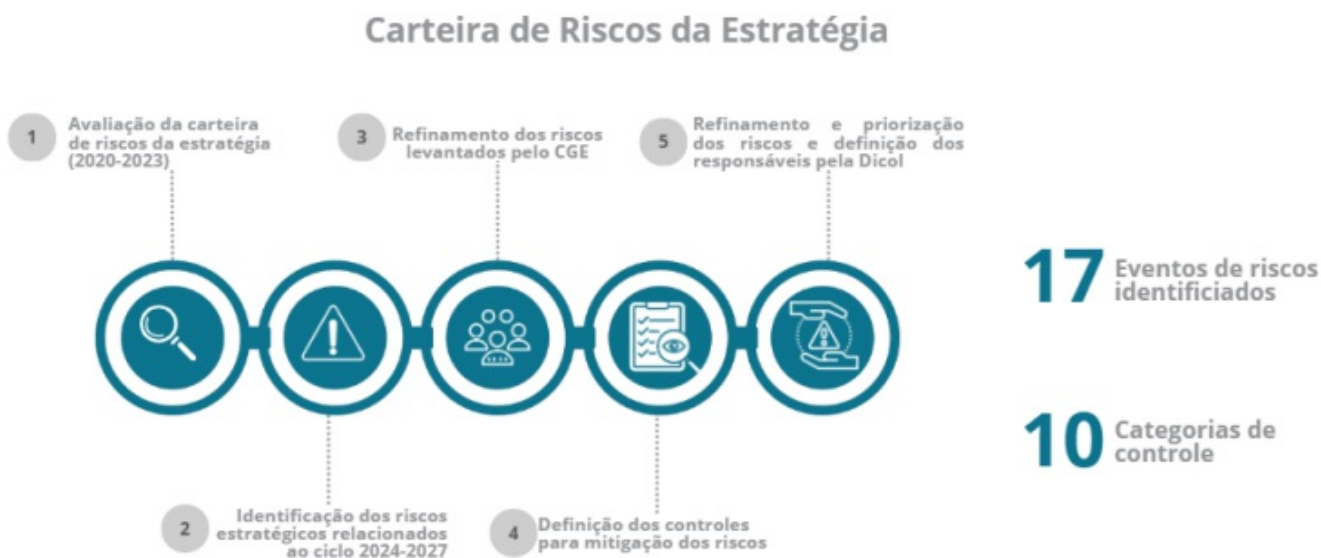 Carteira de Riscos da Estratégia
1
Avaliação da carteira
de riscos da estratégia
(2020-2023)
2
Identificação dos riscos
estratégicos relacionados
ao ciclo 2024-2027
3
Refinamento dos riscos
levantados pelo CGE
4
Definição dos controles
para mitigação dos riscos
5
Refinamento e priorização
dos riscos e definição dos
responsáveis pela Dicol
17
Eventos de riscos
identificiados
10
Categorias de
controle